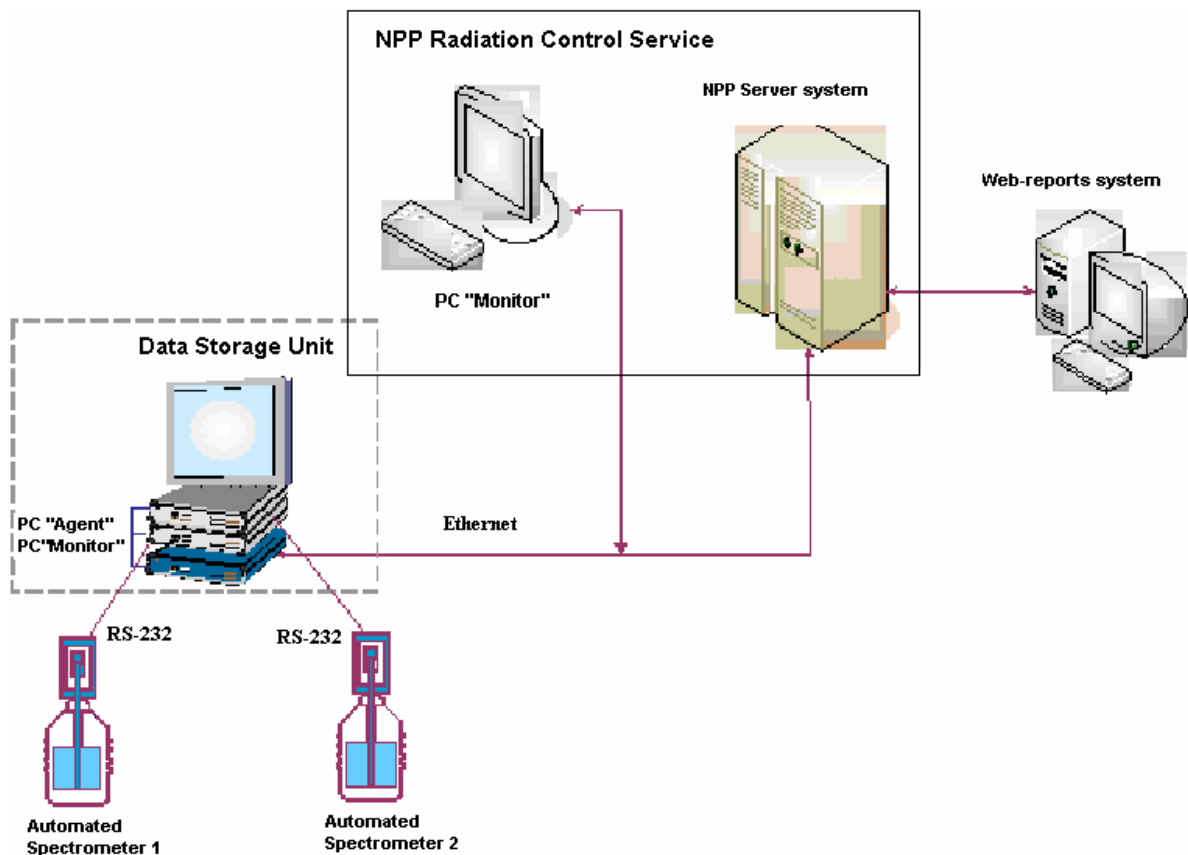 NPP Radiation Control Service
NPP Server system
Web-reports system
PC "Monitor"
Data Storage Unit
PC "Agent"
PC"Monitor"
Ethernet
RS-232
RS-232
Automated
Spectrometer 1
Automated
Spectrometer 2